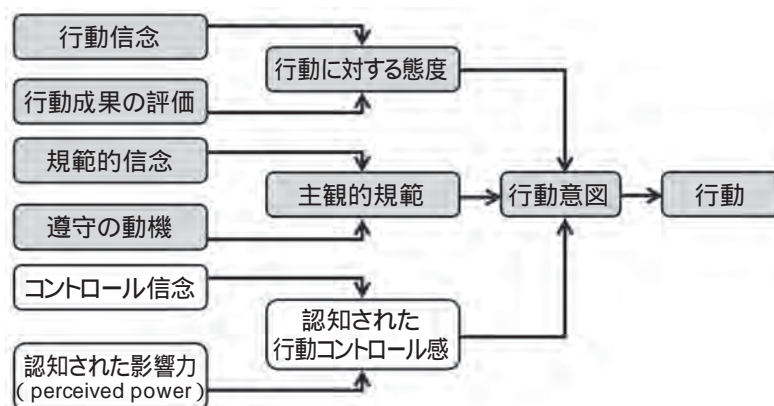 行動信念
行動成果の評価
行動に対する態度
規範的信念
遵守の動機
主観的規範
行動意図
行動
コントロール信念
認知された影響力
( perceived power )
認知された
行動コントロール感